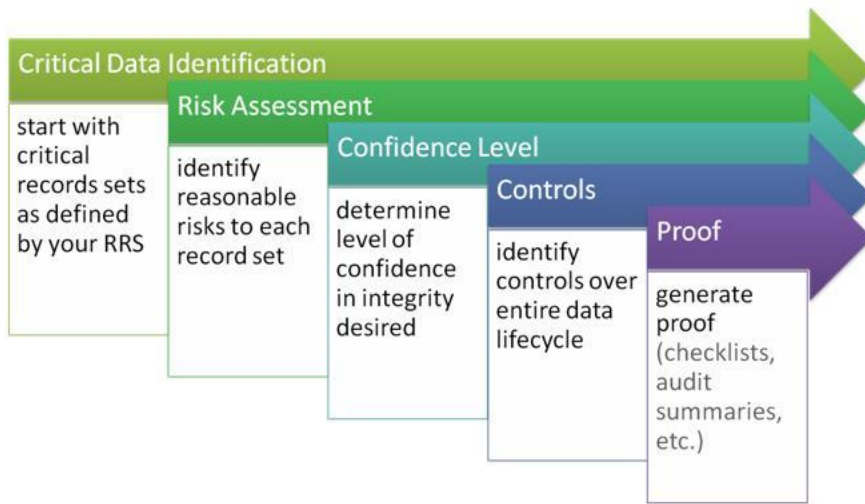 Critical Data Identification
start with
critical
records sets
as defined
by your RRS
Risk Assessment
identify
reasonable
risks to each
record set
Confidence Level
determine
level of
confidence
in integrity
desired
Controls
identify
controls over
entire data
lifecycle
Proof
generate
proof
(checklists,
audit
summaries,
etc.)